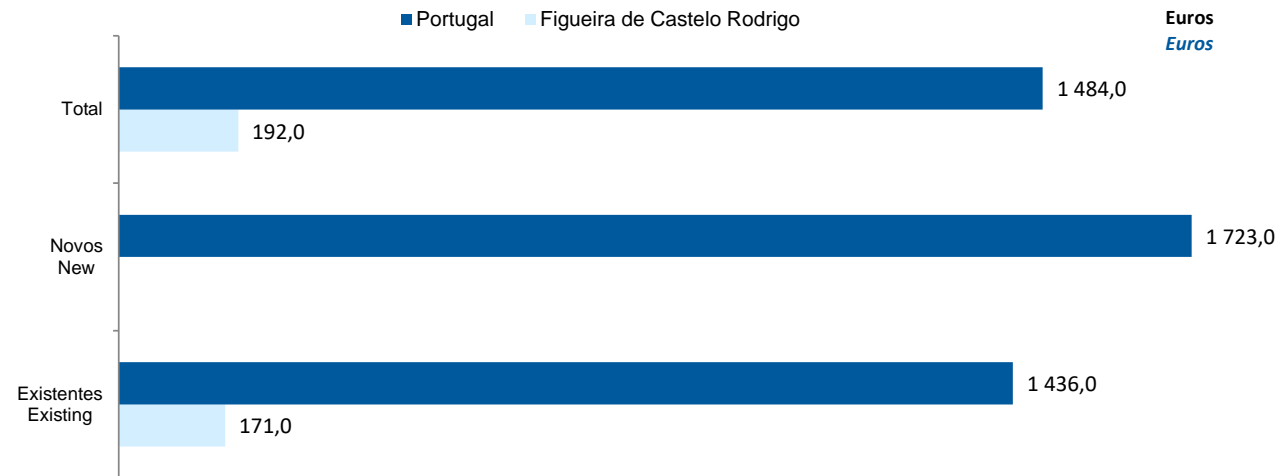 Portugal
Figueira de Castelo Rodrigo
Euros
Euros
Total
1 484,0
192,0
Novos
New
1 723,0
Existentes
Existing
1 436,0
171,0